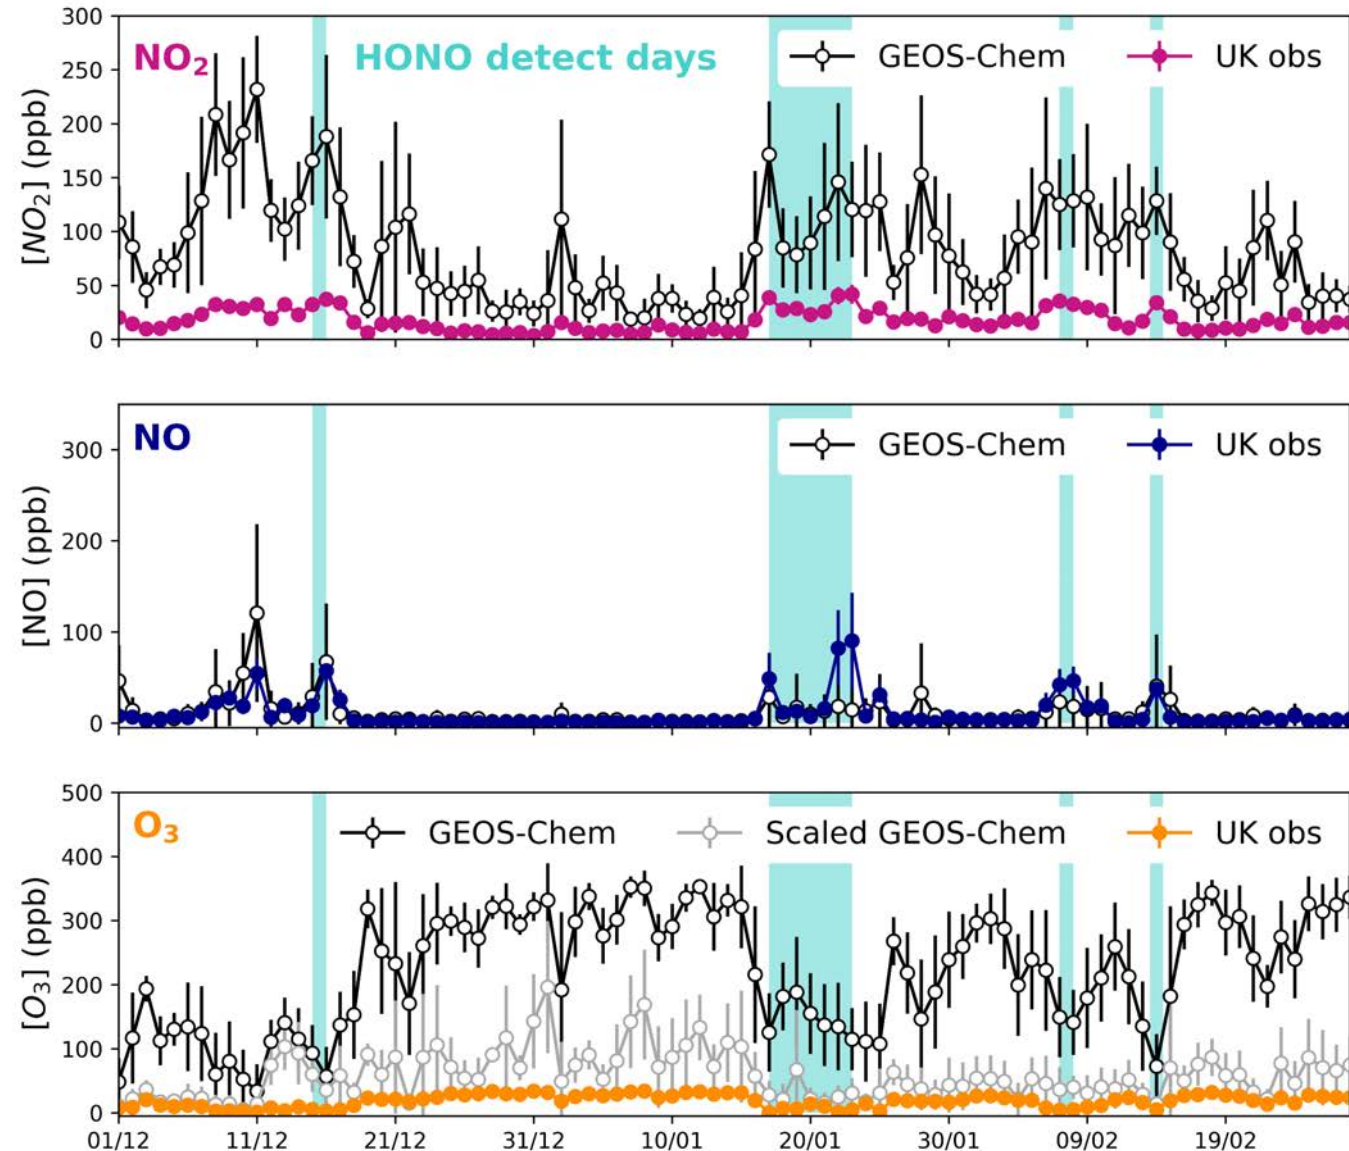 300
250
200
150
100
50
0
[NO₂] (ppb)
NO₂
HONO detect days
GEOS-Chem
UK obs
300
200
100
0
[NO] (ppb)
NO
GEOS-Chem
UK obs
500
400
300
200
100
0
[O₃] (ppb)
O₃
GEOS-Chem
Scaled GEOS-Chem
UK obs
01/12 11/12 21/12 31/12 10/01 20/01 30/01 09/02 19/02